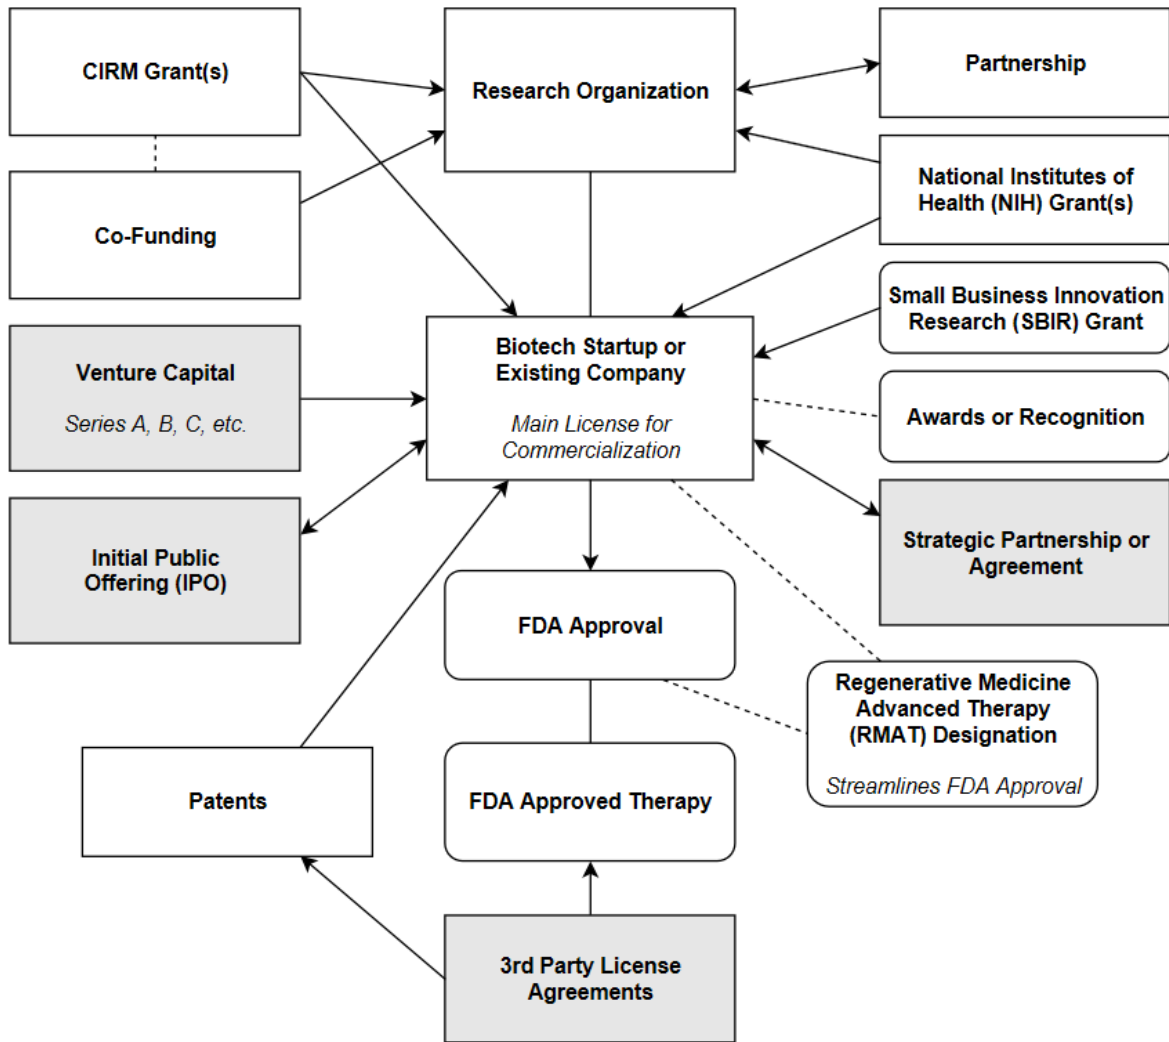 CIRM Grant(s)
Research Organization
Partnership
Co-Funding
National Institutes of
Health (NIH) Grant(s)
Small Business Innovation
Research (SBIR) Grant
Venture Capital
Series A, B, C, etc.
Biotech Startup or
Existing Company
Main License for
Commercialization
Awards or Recognition
Initial Public
Offering (IPO)
Strategic Partnership or
Agreement
FDA Approval
Regenerative Medicine
Advanced Therapy
(RMAT) Designation
Streamlines FDA Approval
Patents
FDA Approved Therapy
3rd Party License
Agreements